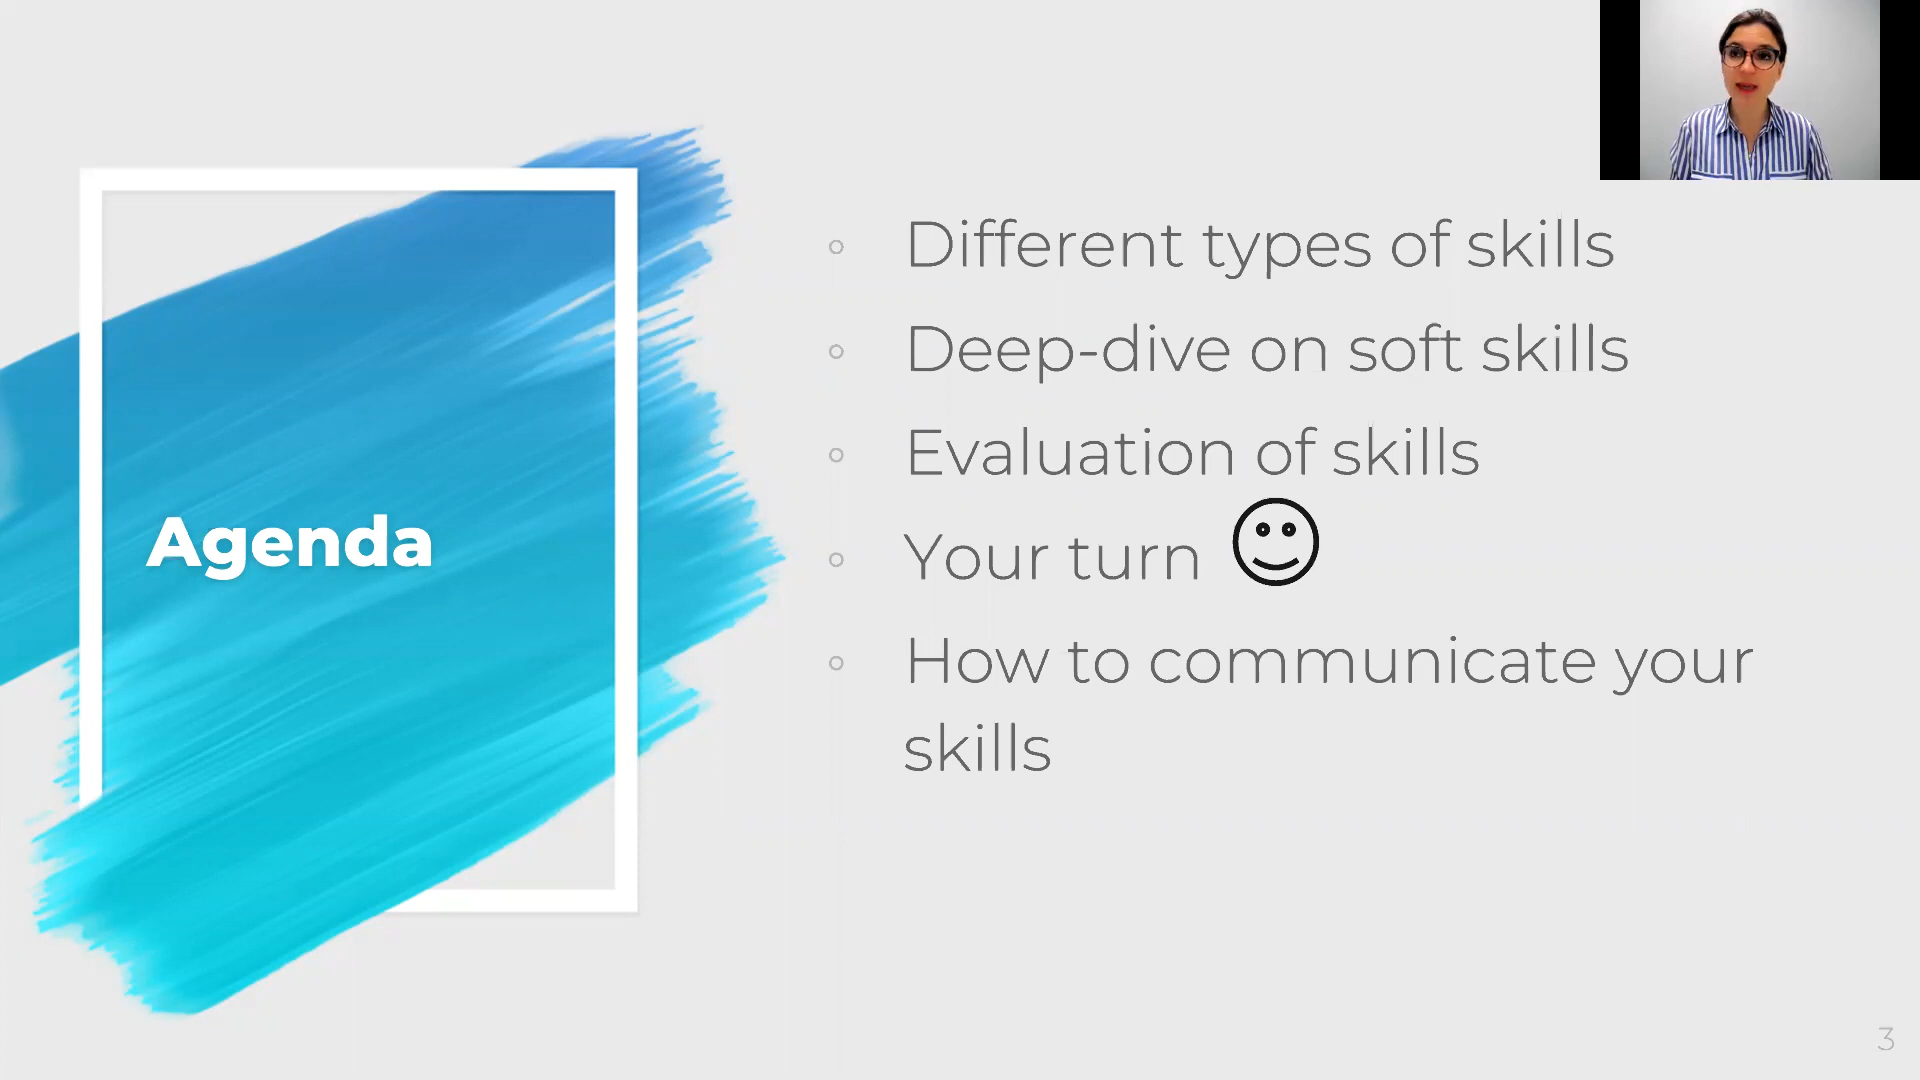 Agenda
Different types of skills
Deep-dive on soft skills
Evaluation of skills
Your turn
How to communicate your
skills
3